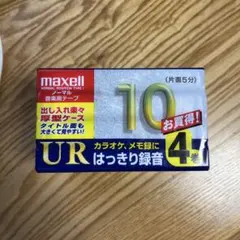 maxell
ノーマル
音楽用テープ
(片面5分)
10
出し入れ楽々
厚型ケース
タイトル面も
大きくて見やすい!
お買得!
UR
カラオケ、メモ録に
はっきり録音
4巻